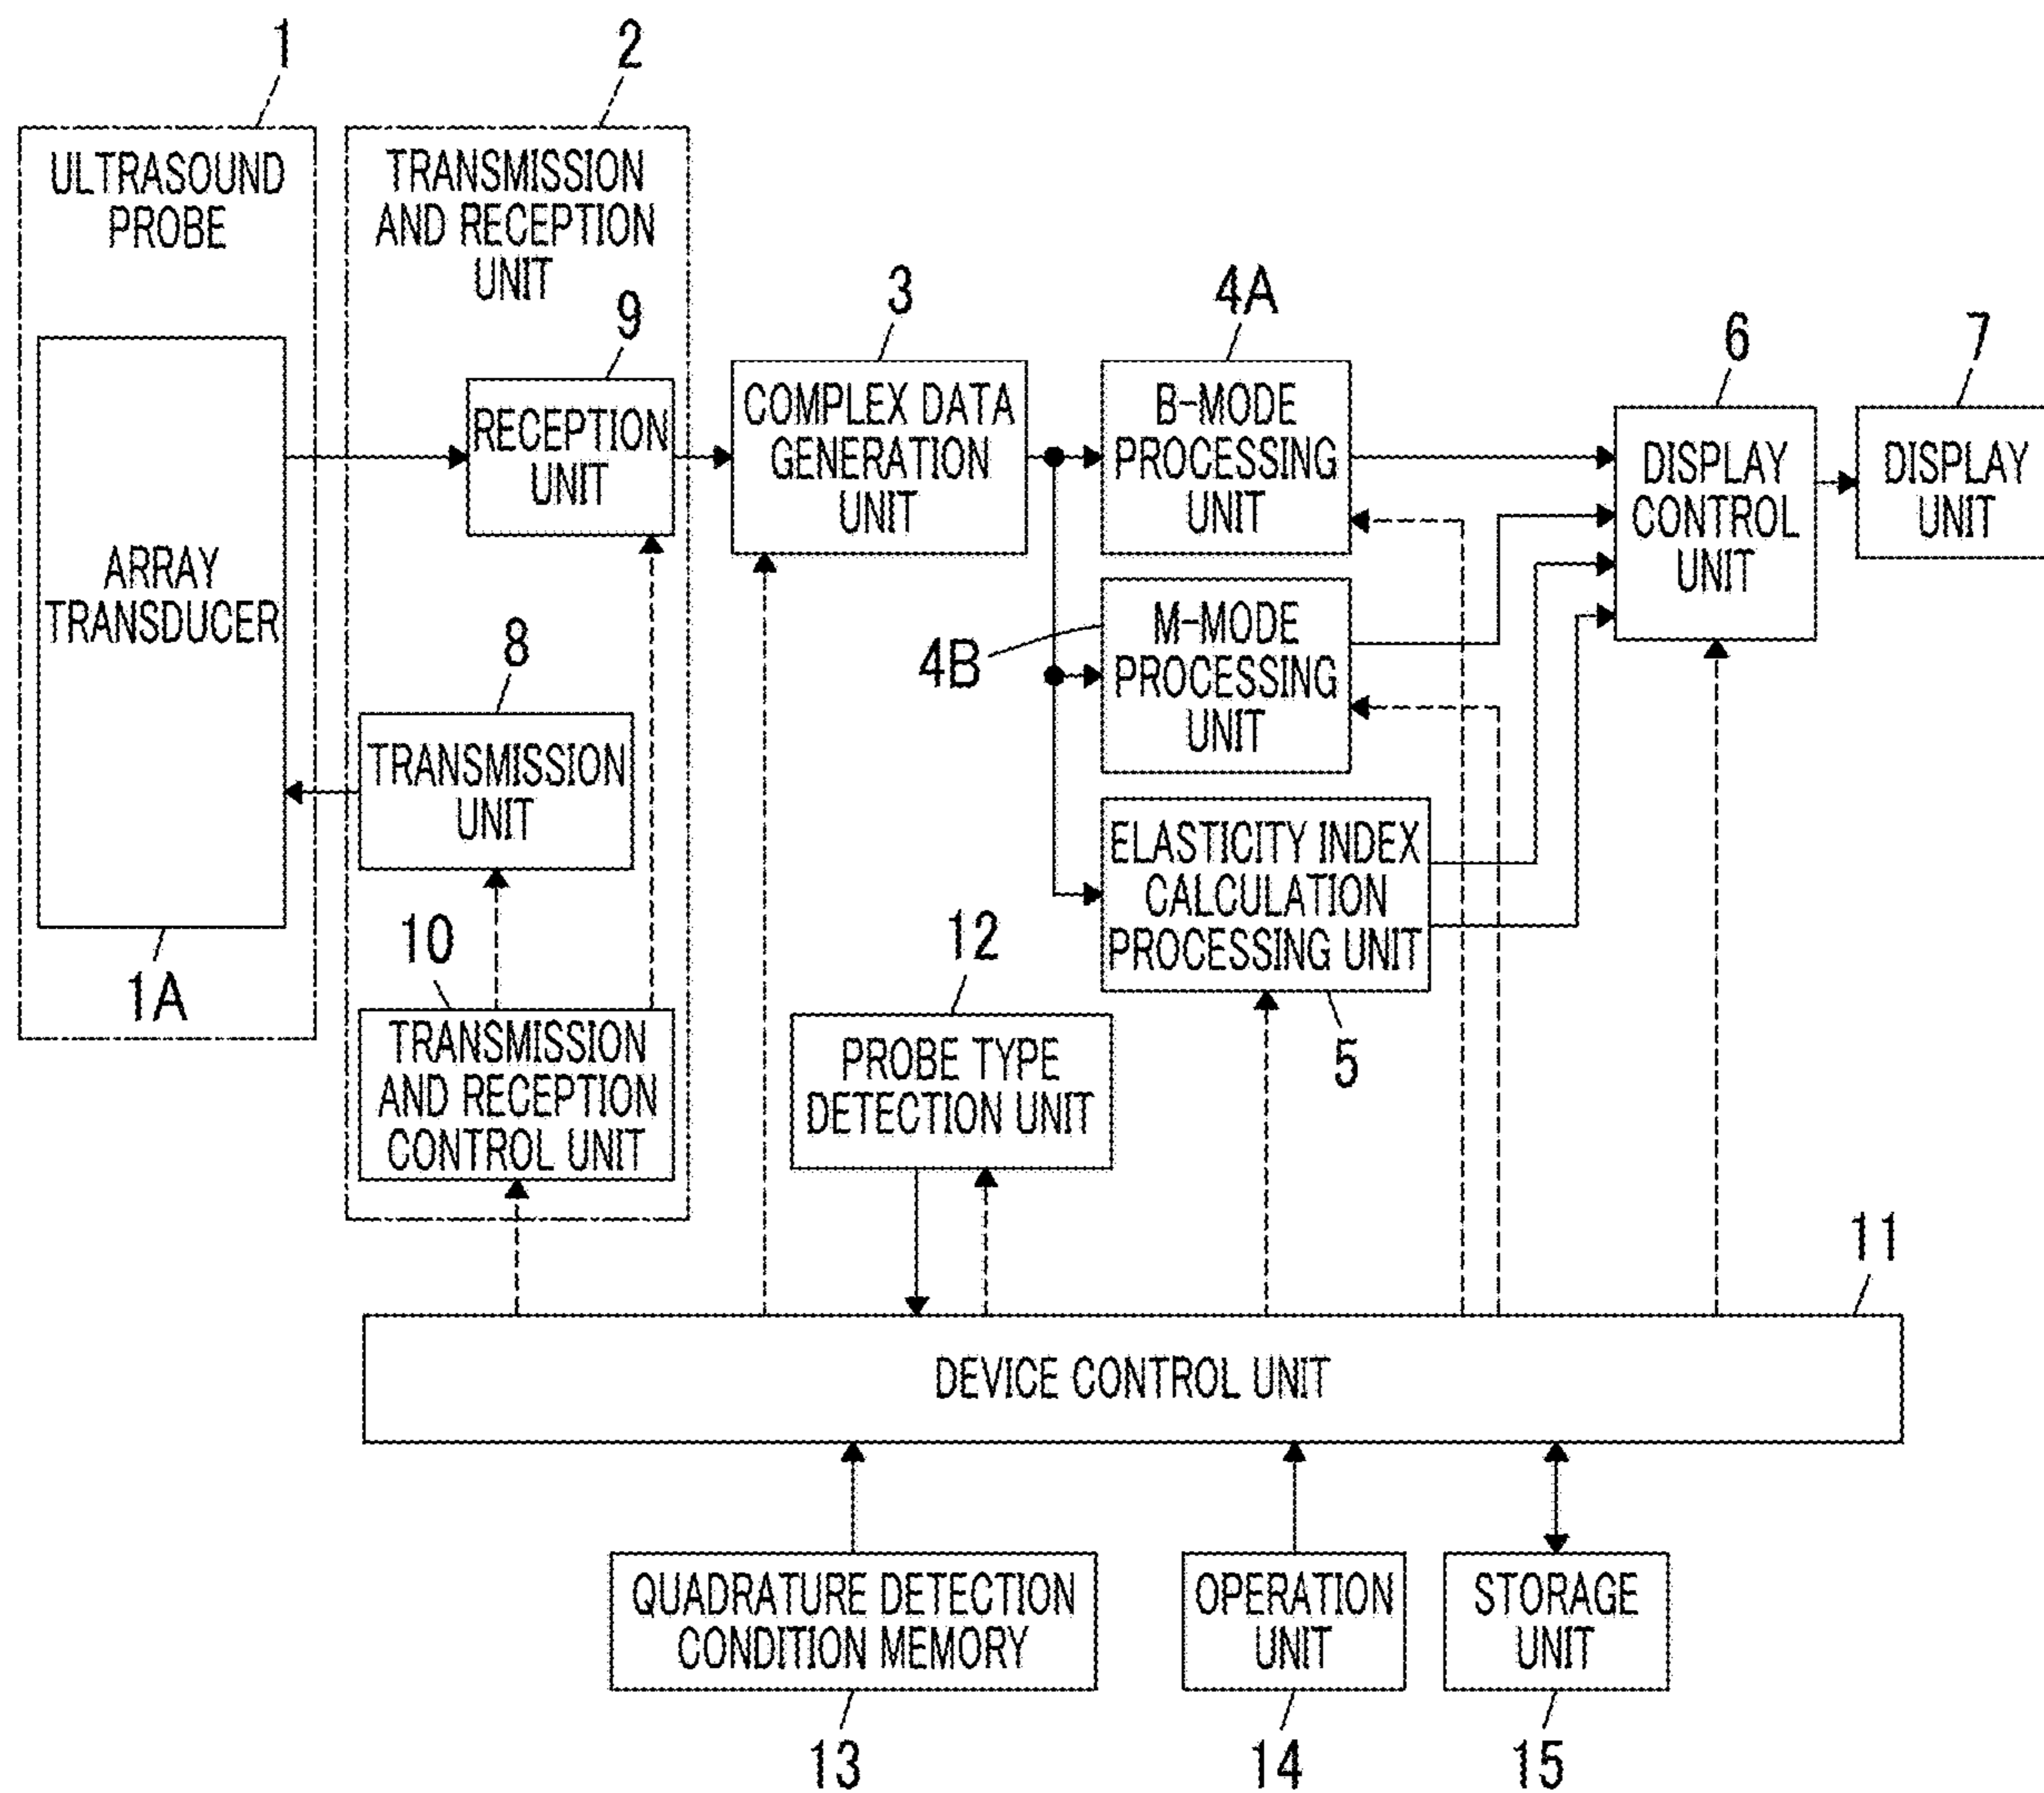 1
2
ULTRASOUND
PROBE
TRANSMISSION
AND RECEPTION
UNIT
9
3
4A
6
7
RECEPTION
UNIT
COMPLEX DATA
GENERATION
UNIT
B-MODE
PROCESSING
UNIT
DISPLAY
CONTROL
UNIT
DISPLAY
UNIT
ARRAY
TRANSDUCER
8
4B
M-MODE
PROCESSING
UNIT
TRANSMISSION
UNIT
ELASTICITY INDEX
CALCULATION
PROCESSING UNIT
1A
10
12
5
TRANSMISSION
AND RECEPTION
CONTROL UNIT
PROBE TYPE
DETECTION UNIT
11
DEVICE CONTROL UNIT
QUADRATURE DETECTION
CONDITION MEMORY
OPERATION
UNIT
STORAGE
UNIT
13
14
15